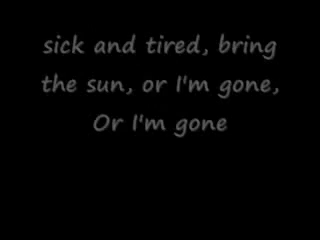 sick and tired, bring
the sun, or I'm gone,
Or I'm gone